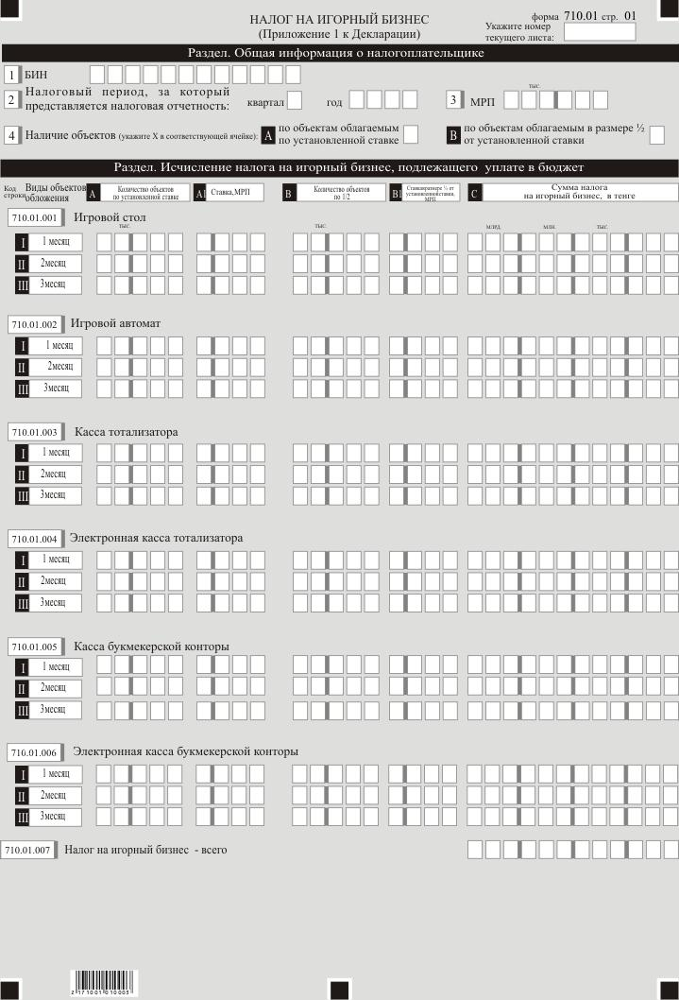 НАЛОГ НА ИГОРНЫЙ БИЗНЕС
(Приложение 1 к Декларации)
форма 710.01 стр. 01
Укажите номер
текущего листа:
Раздел. Общая информация о налогоплательщике
1 БИН
2 Налоговый период, за который
представляется налоговая отчетность: квартал год
тыс.
3 МРП
4 Наличие объектов (укажите X в соответствующей ячейке):
A по объектам облагаемым
по установленной ставке
B по объектам облагаемым в размере ½
от установленной ставки
Раздел. Исчисление налога на игорный бизнес, подлежащего уплате в бюджет
Код
строки
Виды объектов
обложения
A Количество объектов
по установленной ставке
A1 Ставка,МРП
B Количество объектов
по 1/2
B1 Ставкавразмере ½ от
установленнойставки,
МРП
C Сумма налога
на игорный бизнес, в тенге
710.01.001 Игровой стол
тыс. тыс. млрд. млн. тыс.
I 1 месяц
II 2месяц
III 3месяц
710.01.002 Игровой автомат
I 1 месяц
II 2месяц
III 3месяц
710.01.003 Касса тотализатора
I 1 месяц
II 2месяц
III 3месяц
710.01.004 Электронная касса тотализатора
I 1 месяц
II 2месяц
III 3месяц
710.01.005 Касса букмекерской конторы
I 1 месяц
II 2месяц
III 3месяц
710.01.006 Электронная касса букмекерской конторы
I 1 месяц
II 2месяц
III 3месяц
710.01.007 Налог на игорный бизнес - всего
2 171001 010003